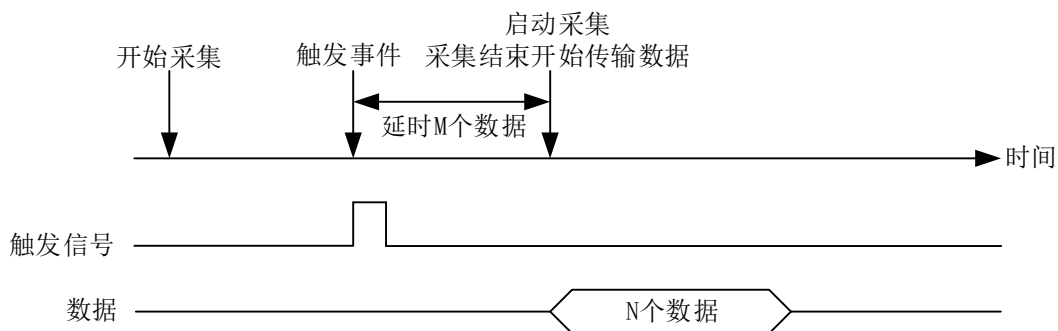 启动采集
开始采集 触发事件 采集结束开始传输数据
延时M个数据
时间
触发信号
数据 N个数据